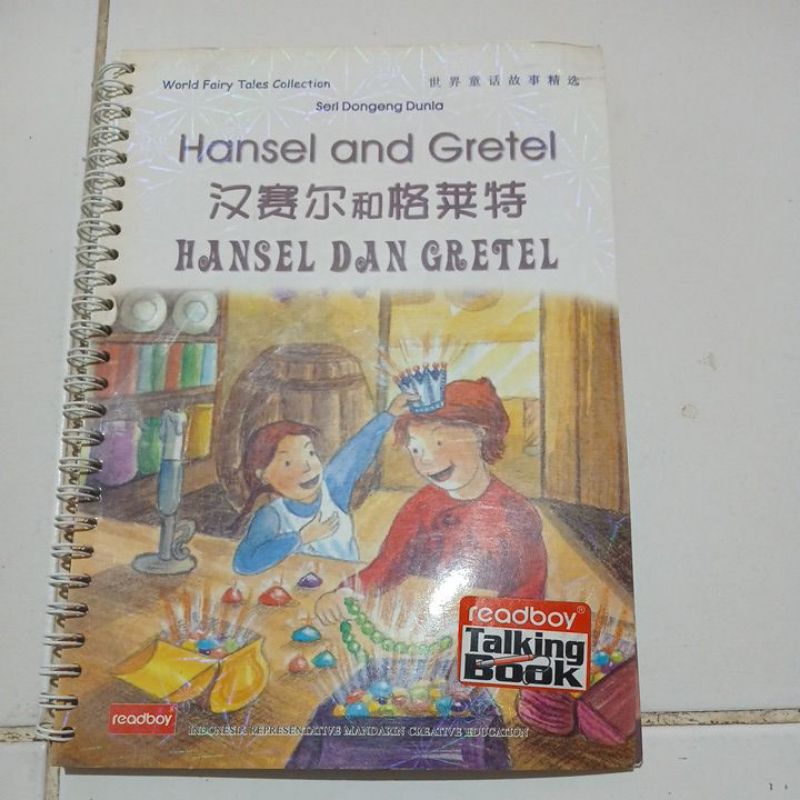 World Fairy Tales Collection 世界童话故事精选
Seri Dongeng Dunia
Hansel and Gretel
汉赛尔和格莱特
HANSEL DAN GRETEL
readboy®
Talking
Book
readboy
INDONESIA REPRESENTATIVE MANDARIN CREATIVE EDUCATION